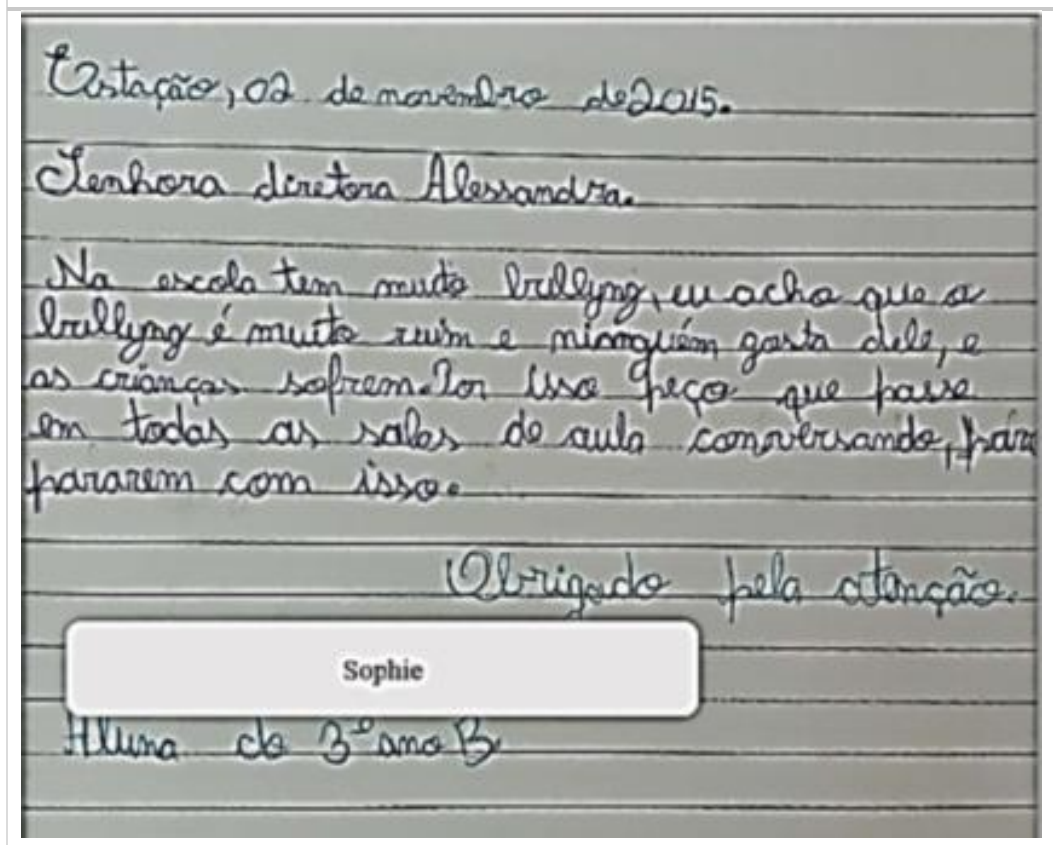 Estação, 02 de novembro de 2015.
Senhora diretora Alessandra.
Na escola tem muito bullyng, eu acho que o
bullyng é muito ruim e ninguém gosta dele, e
as crianças sofrem. Por isso peço que passe
em todas as salas de aula conversando, para
pararem com isso.
Obrigado pela atenção.
Sophie
Aluna do 3º ano B